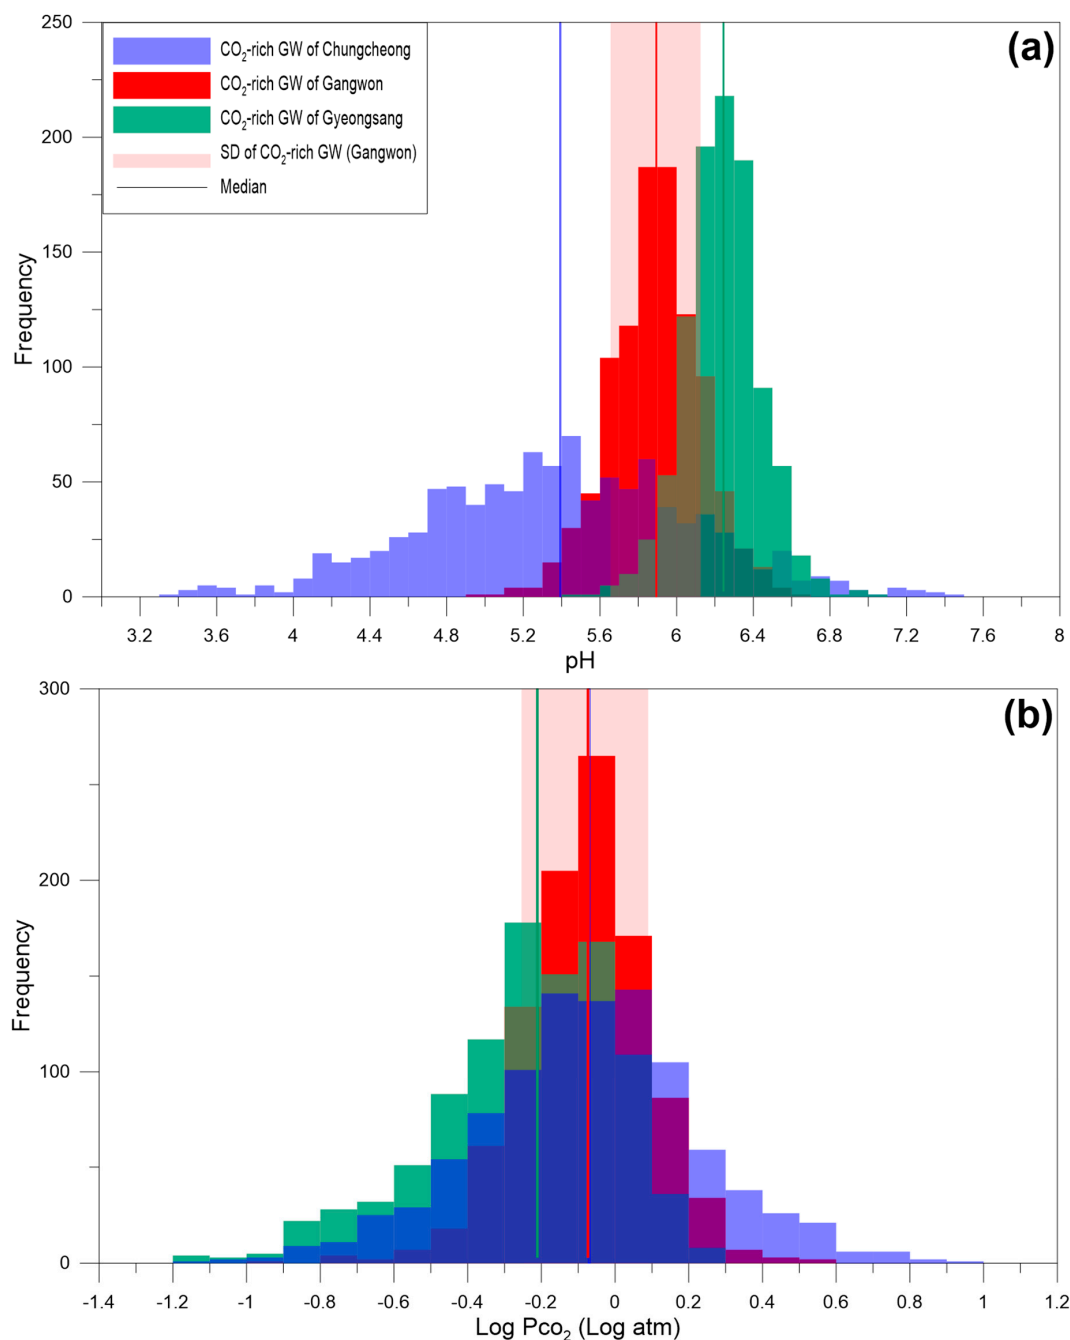 (a)
CO₂-rich GW of Chungcheong
CO₂-rich GW of Gangwon
CO₂-rich GW of Gyeongsang
SD of CO₂-rich GW (Gangwon)
Median
250
200
150
100
50
0
Frequency
3.2 3.6 4 4.4 4.8 5.2 5.6 6 6.4 6.8 7.2 7.6 8
pH
(b)
300
200
100
0
Frequency
-1.4 -1.2 -1 -0.8 -0.6 -0.4 -0.2 0 0.2 0.4 0.6 0.8 1 1.2
Log Pco₂ (Log atm)